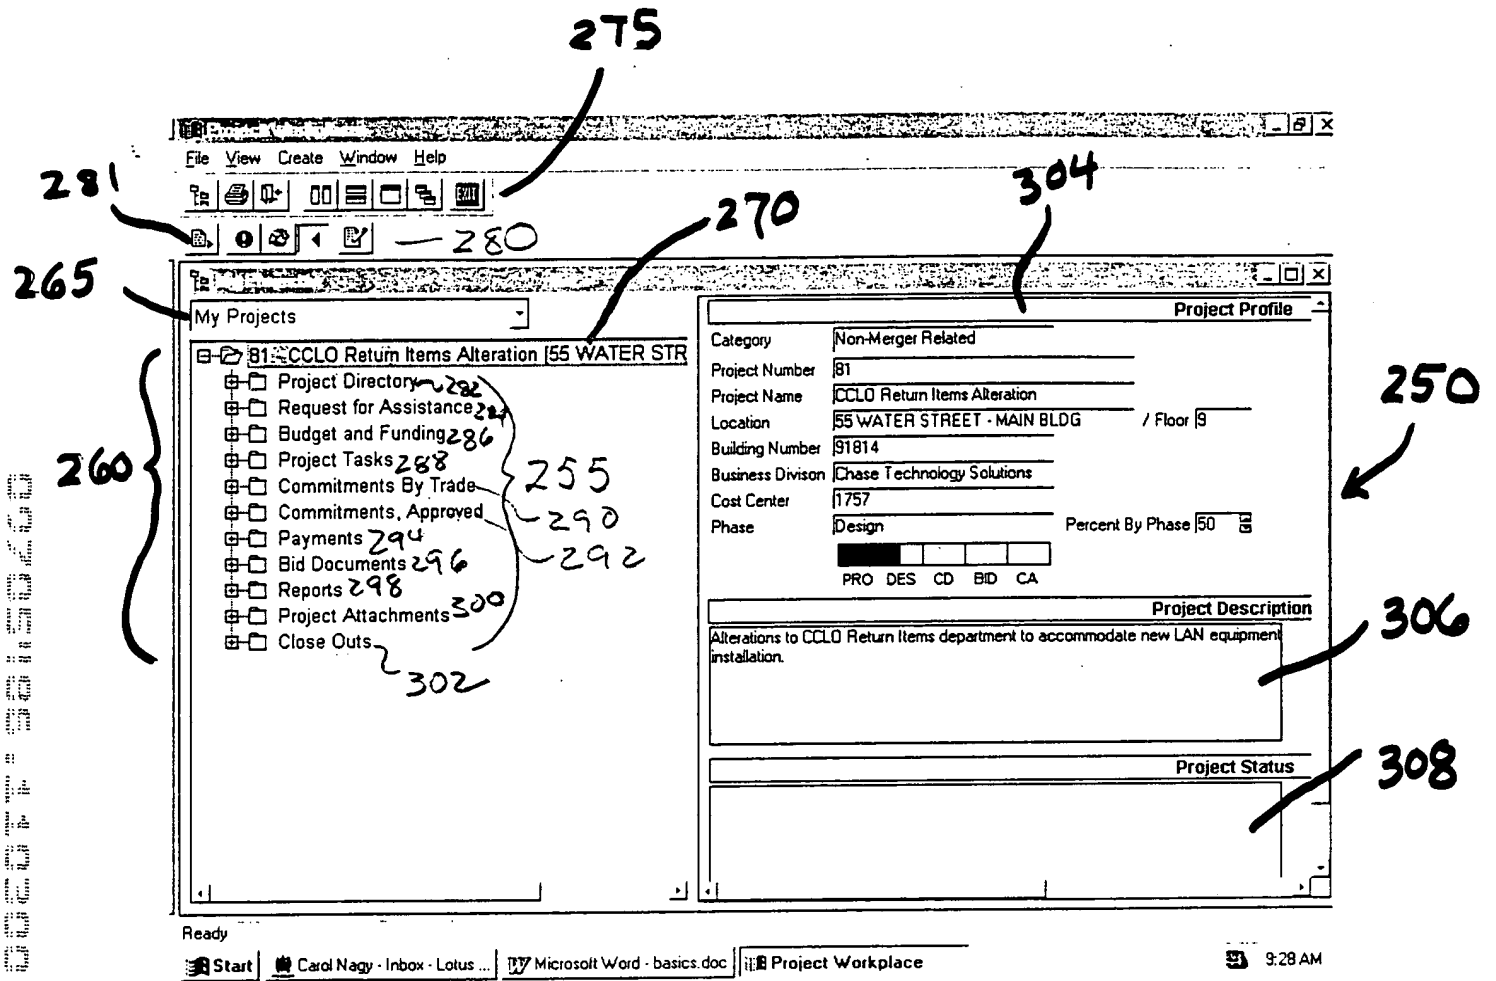 275
File View Create Window Help
EXIT
281
304
270
280
265
My Projects
Project Profile
81 - CCLO Return Items Alteration [55 WATER STR
Category Non-Merger Related
Project Directory 282
Project Number 81
Request for Assistance
Project Name CCLO Return Items Alteration
250
Budget and Funding 286
Location 55 WATER STREET - MAIN BLDG / Floor 9
Project Tasks 288
Building Number 91814
260
255
Commitments By Trade
Business Divison Chase Technology Solutions
290
Commitments, Approved
Cost Center 1757
Payments 294
Phase Design Percent By Phase 50
292
Bid Documents 296
Reports 298
PRO DES CD BID CA
Project Attachments 300
Project Description
Close Outs
302
Alterations to CCLO Return Items department to accommodate new LAN equipment
installation.
306
Project Status
308
Ready
Start Carol Nagy - Inbox - Lotus ... Microsoft Word - basics.doc Project Workplace 9:28 AM